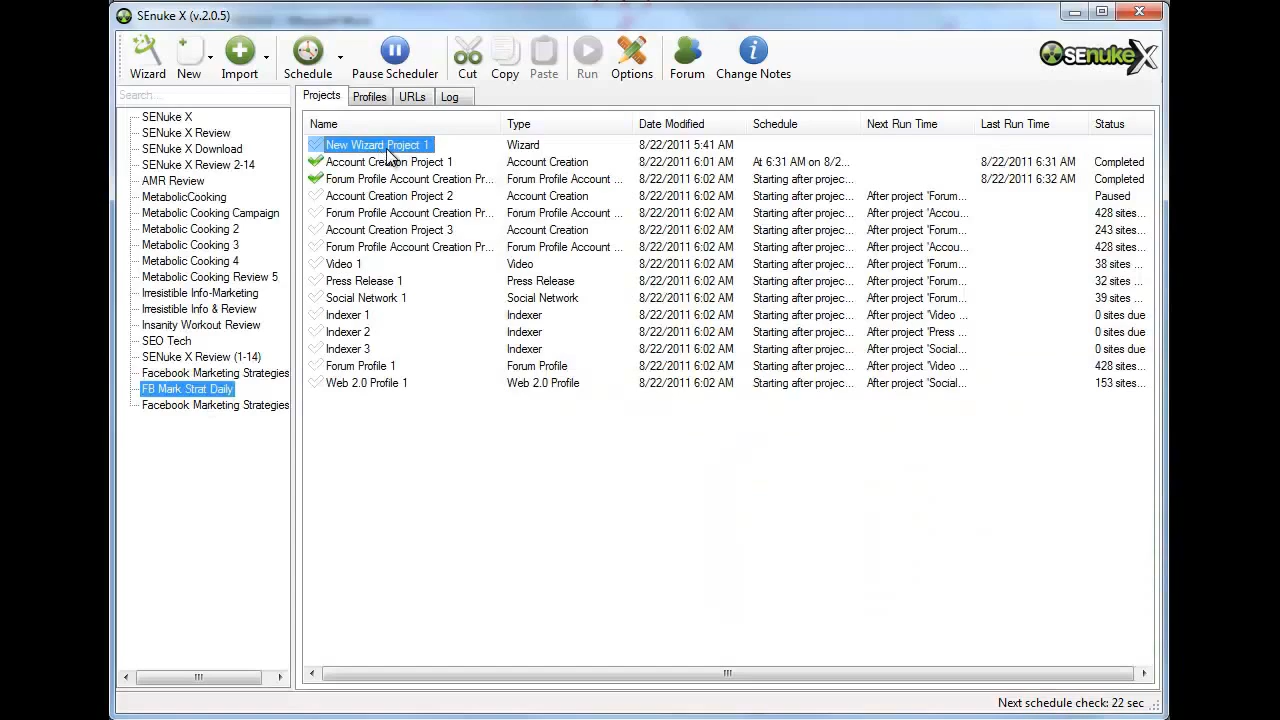 SEnuke X (v.2.0.5)
Wizard New Import Schedule Pause Scheduler Cut Copy Paste Run Options Forum Change Notes
SENUKEX
Search...
Projects Profiles URLs Log
SENuke X
SENuke X Review
SENuke X Download
SENuke X Review 2-14
AMR Review
MetabolicCooking
Metabolic Cooking Campaign
Metabolic Cooking 2
Metabolic Cooking 3
Metabolic Cooking 4
Metabolic Cooking Review 5
Irresistible Info-Marketing
Irresistible Info & Review
Insanity Workout Review
SEO Tech
SENuke X Review (1-14)
Facebook Marketing Strategies
FB Mark Strat Daily
Facebook Marketing Strategies
Name Type Date Modified Schedule Next Run Time Last Run Time Status
New Wizard Project 1 Wizard 8/22/2011 5:41 AM
Account Creation Project 1 Account Creation 8/22/2011 6:01 AM At 6:31 AM on 8/2... 8/22/2011 6:31 AM Completed
Forum Profile Account Creation Pr... Forum Profile Account ... 8/22/2011 6:02 AM Starting after projec... 8/22/2011 6:32 AM Completed
Account Creation Project 2 Account Creation 8/22/2011 6:02 AM Starting after projec... After project 'Forum... Paused
Forum Profile Account Creation Pr... Forum Profile Account ... 8/22/2011 6:02 AM Starting after projec... After project 'Accou... 428 sites...
Account Creation Project 3 Account Creation 8/22/2011 6:02 AM Starting after projec... After project 'Forum... 243 sites...
Forum Profile Account Creation Pr... Forum Profile Account ... 8/22/2011 6:02 AM Starting after projec... After project 'Accou... 428 sites...
Video 1 Video 8/22/2011 6:02 AM Starting after projec... After project 'Forum... 38 sites ...
Press Release 1 Press Release 8/22/2011 6:02 AM Starting after projec... After project 'Forum... 32 sites ...
Social Network 1 Social Network 8/22/2011 6:02 AM Starting after projec... After project 'Forum... 39 sites ...
Indexer 1 Indexer 8/22/2011 6:02 AM Starting after projec... After project 'Video ... 0 sites due
Indexer 2 Indexer 8/22/2011 6:02 AM Starting after projec... After project 'Press ... 0 sites due
Indexer 3 Indexer 8/22/2011 6:02 AM Starting after projec... After project 'Social... 0 sites due
Forum Profile 1 Forum Profile 8/22/2011 6:02 AM Starting after projec... After project 'Video ... 428 sites...
Web 2.0 Profile 1 Web 2.0 Profile 8/22/2011 6:02 AM Starting after projec... After project 'Social... 153 sites...
Next schedule check: 22 sec